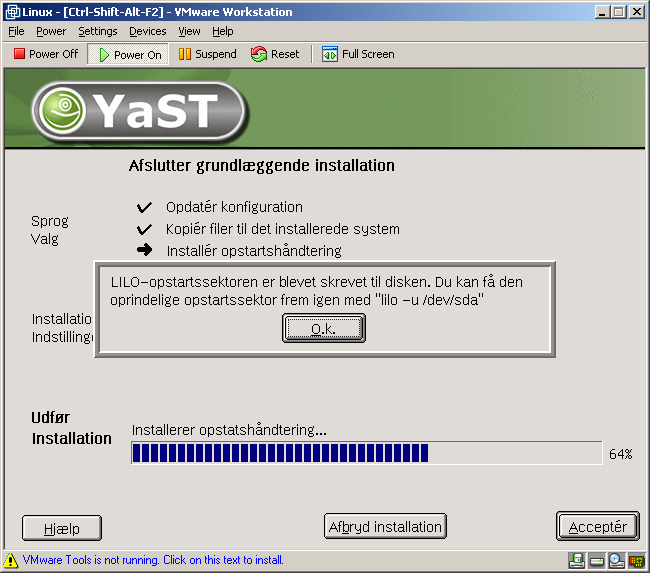 Linux - [Ctrl-Shift-Alt-F2] - VMware Workstation
File Power Settings Devices View Help
Power Off Power On Suspend Reset Full Screen
YaST
Afslutter grundlæggende installation
Opdatér konfiguration
Sprog
Kopiér filer til det installerede system
Valg
Installér opstartshåndtering
LILO-opstartssektoren er blevet skrevet til disken. Du kan få den
oprindelige opstartssektor frem igen med "lilo -u /dev/sda"
O.k.
Installatio
Indstilling
Udfør
Installation
Installerer opstatshåndtering...
64%
Hjælp Afbryd installation Acceptér
VMware Tools is not running. Click on this text to install.